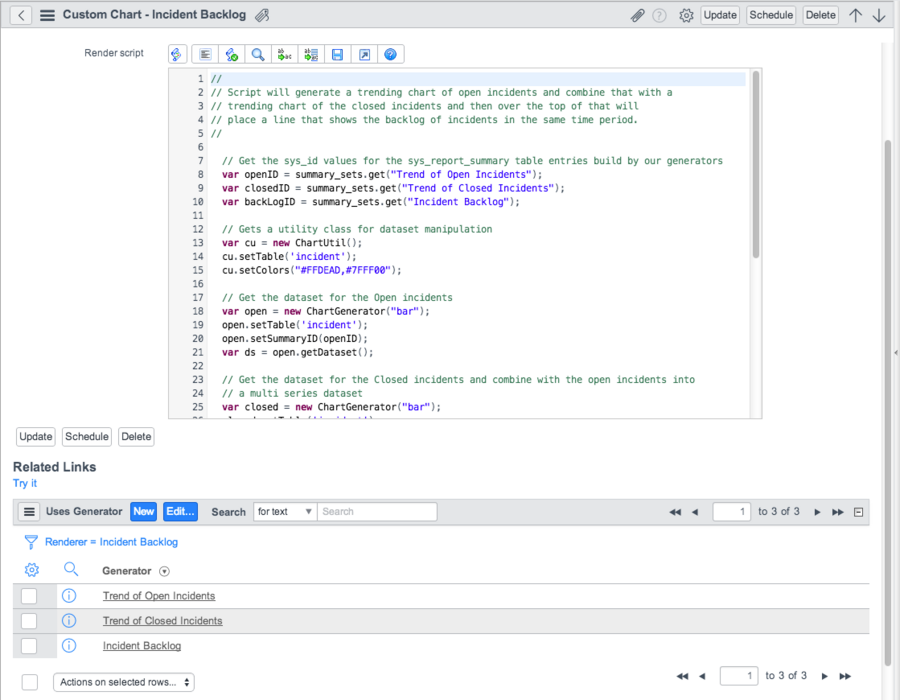 Custom Chart - Incident Backlog
Update Schedule Delete
Render script
1 //
2 // Script will generate a trending chart of open incidents and combine that with a
3 // trending chart of the closed incidents and then over the top of that will
4 // place a line that shows the backlog of incidents in the same time period.
5 //
6
7 // Get the sys_id values for the sys_report_summary table entries build by our generators
8 var openID = summary_sets.get("Trend of Open Incidents");
9 var closedID = summary_sets.get("Trend of Closed Incidents");
10 var backLogID = summary_sets.get("Incident Backlog");
11
12 // Gets a utility class for dataset manipulation
13 var cu = new ChartUtil();
14 cu.setTable('incident');
15 cu.setColors("#FFDEAD,#7FFF00");
16
17 // Get the dataset for the Open incidents
18 var open = new ChartGenerator("bar");
19 open.setTable('incident');
20 open.setSummaryID(openID);
21 var ds = open.getDataset();
22
23 // Get the dataset for the Closed incidents and combine with the open incidents into
24 // a multi series dataset
25 var closed = new ChartGenerator("bar");
Update Schedule Delete
Related Links
Try it
Uses Generator New Edit... Search for text Search 1 to 3 of 3
Renderer = Incident Backlog
Generator
Trend of Open Incidents
Trend of Closed Incidents
Incident Backlog
Actions on selected rows... 1 to 3 of 3